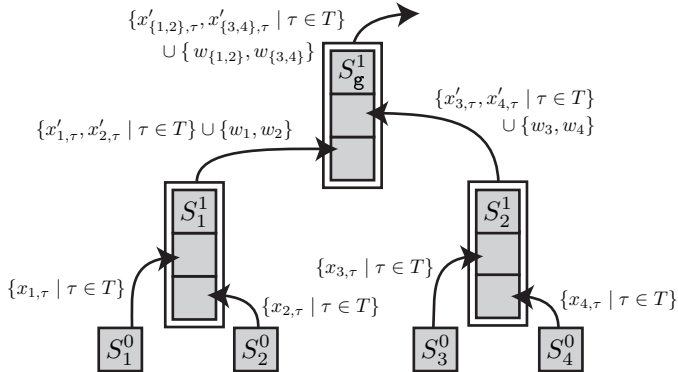 {x′_{{1,2},τ}, x′_{{3,4},τ} | τ ∈ T}
∪ {w_{{1,2}}, w_{{3,4}}}
S^1_g
{x′_{3,τ}, x′_{4,τ} | τ ∈ T}
∪ {w_3, w_4}
{x′_{1,τ}, x′_{2,τ} | τ ∈ T} ∪ {w_1, w_2}
S^1_1
S^1_2
{x_{1,τ} | τ ∈ T}
{x_{2,τ} | τ ∈ T}
{x_{3,τ} | τ ∈ T}
{x_{4,τ} | τ ∈ T}
S^0_1
S^0_2
S^0_3
S^0_4